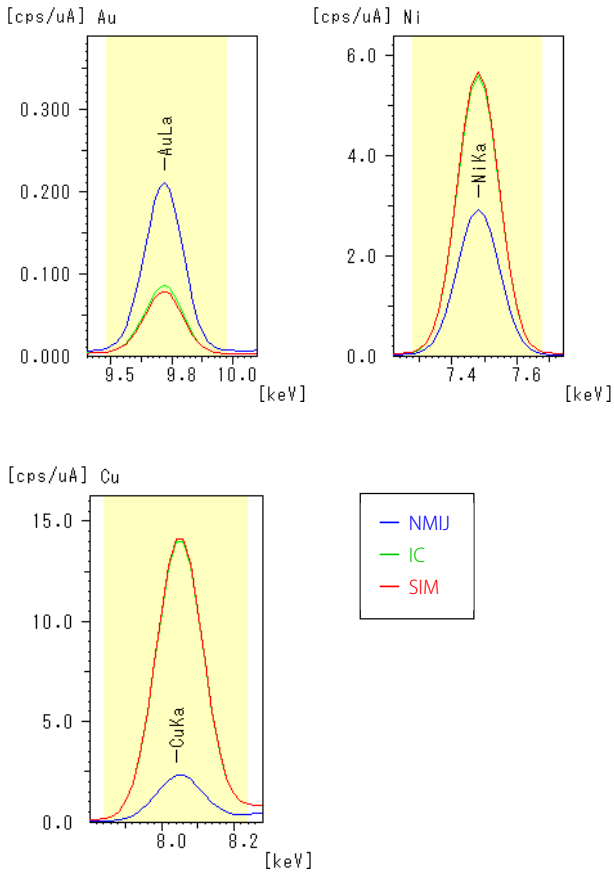 [cps/uA] Au
0.300
0.200
0.100
0.000
AuLa
9.5 9.8 10.0
[keV]
[cps/uA] Ni
6.0
4.0
2.0
0.0
NiKa
7.4 7.6
[keV]
[cps/uA] Cu
15.0
10.0
5.0
0.0
CuKa
8.0 8.2
[keV]
NMIJ
IC
SIM